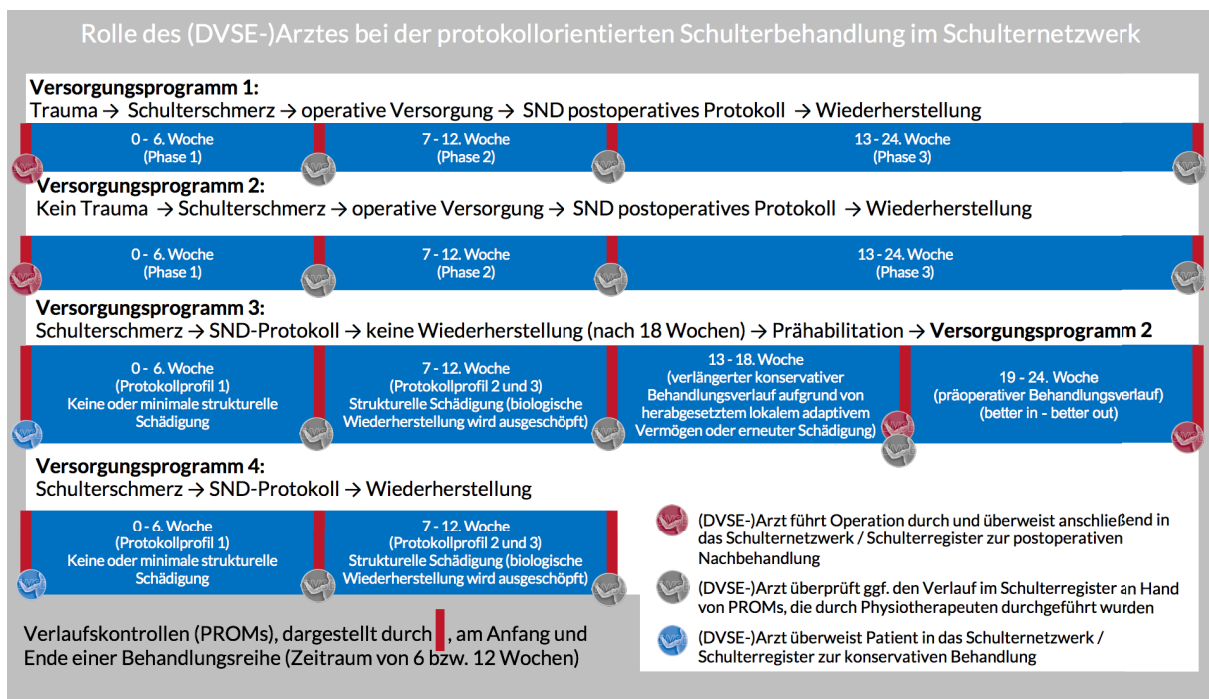 Rolle des (DVSE-)Arztes bei der protokollorientierten Schulterbehandlung im Schulternetzwerk
Versorgungsprogramm 1:
Trauma → Schulterschmerz → operative Versorgung → SND postoperatives Protokoll → Wiederherstellung
0 - 6. Woche
(Phase 1)
7 - 12. Woche
(Phase 2)
13 - 24. Woche
(Phase 3)
Versorgungsprogramm 2:
Kein Trauma → Schulterschmerz → operative Versorgung → SND postoperatives Protokoll → Wiederherstellung
0 - 6. Woche
(Phase 1)
7 - 12. Woche
(Phase 2)
13 - 24. Woche
(Phase 3)
Versorgungsprogramm 3:
Schulterschmerz → SND-Protokoll → keine Wiederherstellung (nach 18 Wochen) → Prähabilitation → Versorgungsprogramm 2
0 - 6. Woche
(Protokollprofil 1)
Keine oder minimale strukturelle
Schädigung
7 - 12. Woche
(Protokollprofil 2 und 3)
Strukturelle Schädigung (biologische
Wiederherstellung wird ausgeschöpft)
13 - 18. Woche
(verlängerter konservativer
Behandlungsverlauf aufgrund von
herabgesetztem lokalem adaptivem
Vermögen oder erneuter Schädigung)
19 - 24. Woche
(präoperativer Behandlungsverlauf)
(better in - better out)
Versorgungsprogramm 4:
Schulterschmerz → SND-Protokoll → Wiederherstellung
0 - 6. Woche
(Protokollprofil 1)
Keine oder minimale strukturelle
Schädigung
7 - 12. Woche
(Protokollprofil 2 und 3)
Strukturelle Schädigung (biologische
Wiederherstellung wird ausgeschöpft)
(DVSE-)Arzt führt Operation durch und überweist anschließend in
das Schulternetzwerk / Schulterregister zur postoperativen
Nachbehandlung
(DVSE-)Arzt überprüft ggf. den Verlauf im Schulterregister an Hand
von PROMs, die durch Physiotherapeuten durchgeführt wurden
(DVSE-)Arzt überweist Patient in das Schulternetzwerk /
Schulterregister zur konservativen Behandlung
Verlaufskontrollen (PROMs), dargestellt durch , am Anfang und
Ende einer Behandlungsreihe (Zeitraum von 6 bzw. 12 Wochen)